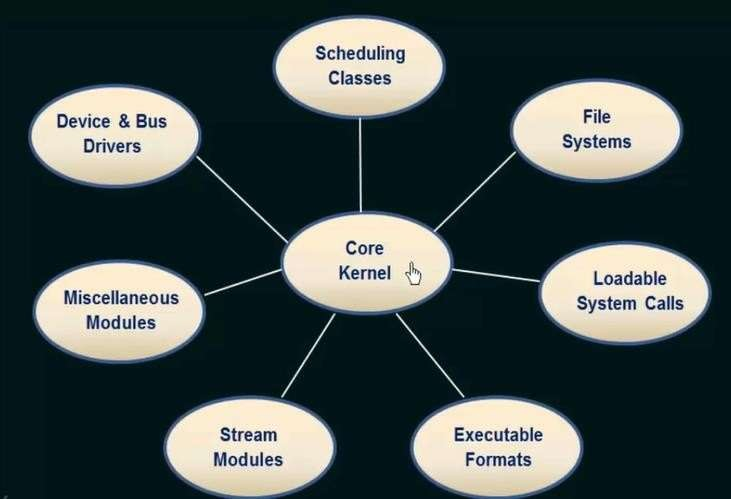 Scheduling
Classes
Device & Bus
Drivers
File
Systems
Core
Kernel
Loadable
System Calls
Miscellaneous
Modules
Stream
Modules
Executable
Formats